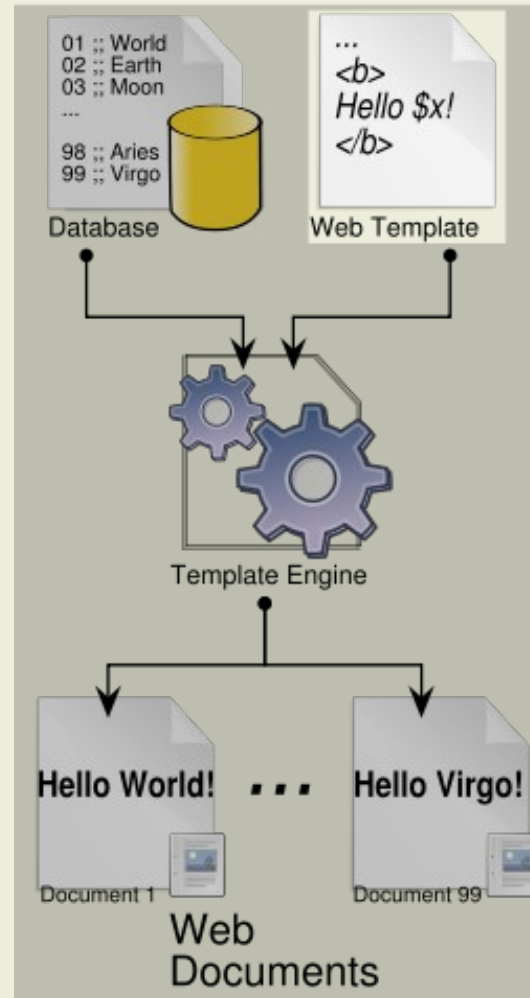 01 ;; World
02 ;; Earth
03 ;; Moon
...
98 ;; Aries
99 ;; Virgo
Database
...
<b>
Hello $x!
</b>
Web Template
Template Engine
Hello World!
...
Hello Virgo!
Document 1
Document 99
Web
Documents